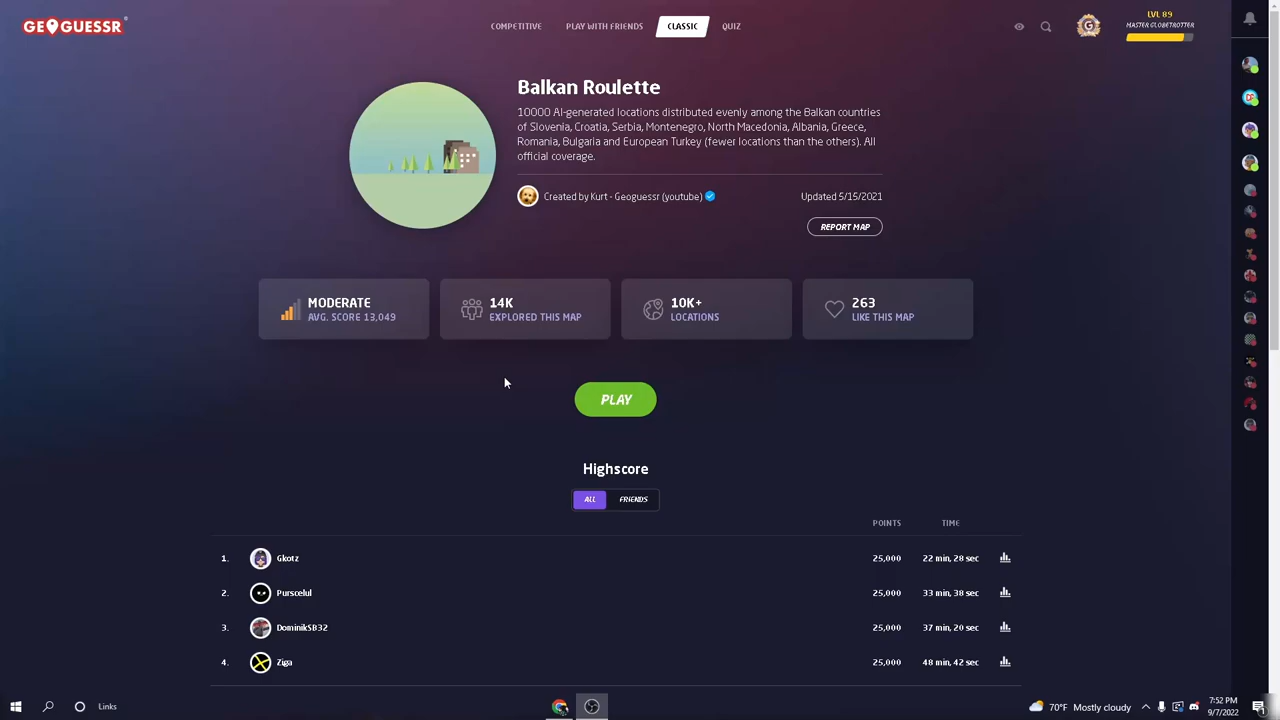 GEOGUESSR
COMPETITIVE
PLAY WITH FRIENDS
CLASSIC
QUIZ
LVL 89
MASTER GLOBETROTTER
Balkan Roulette
10000 AI-generated locations distributed evenly among the Balkan countries
of Slovenia, Croatia, Serbia, Montenegro, North Macedonia, Albania, Greece,
Romania, Bulgaria and European Turkey (fewer locations than the others). All
official coverage.
Created by Kurt - Geoguessr (youtube)
Updated 5/15/2021
REPORT MAP
MODERATE
AVG. SCORE 13,049
14K
EXPLORED THIS MAP
10K+
LOCATIONS
263
LIKE THIS MAP
PLAY
Highscore
ALL
FRIENDS
POINTS
TIME
1. Gkotz 25,000 22 min, 28 sec
2. Purscelul 25,000 33 min, 38 sec
3. DominikSB32 25,000 37 min, 20 sec
4. Ziga 25,000 48 min, 42 sec
Links
70°F Mostly cloudy
7:52 PM
9/7/2022